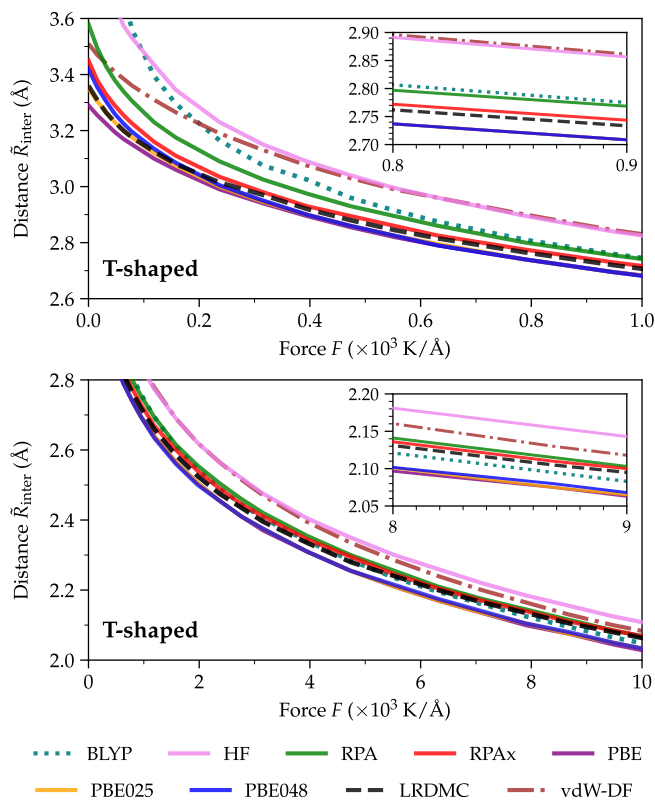 3.6
3.4
3.2
3.0
2.8
2.6
Distance R̃inter (Å)
2.90
2.85
2.80
2.75
2.70
0.8 0.9
T-shaped
0.0 0.2 0.4 0.6 0.8 1.0
Force F (×10³ K/Å)
2.8
2.6
2.4
2.2
2.0
Distance R̃inter (Å)
2.20
2.15
2.10
2.05
8 9
T-shaped
0 2 4 6 8 10
Force F (×10³ K/Å)
BLYP HF RPA RPAx PBE
PBE025 PBE048 LRDMC vdW-DF